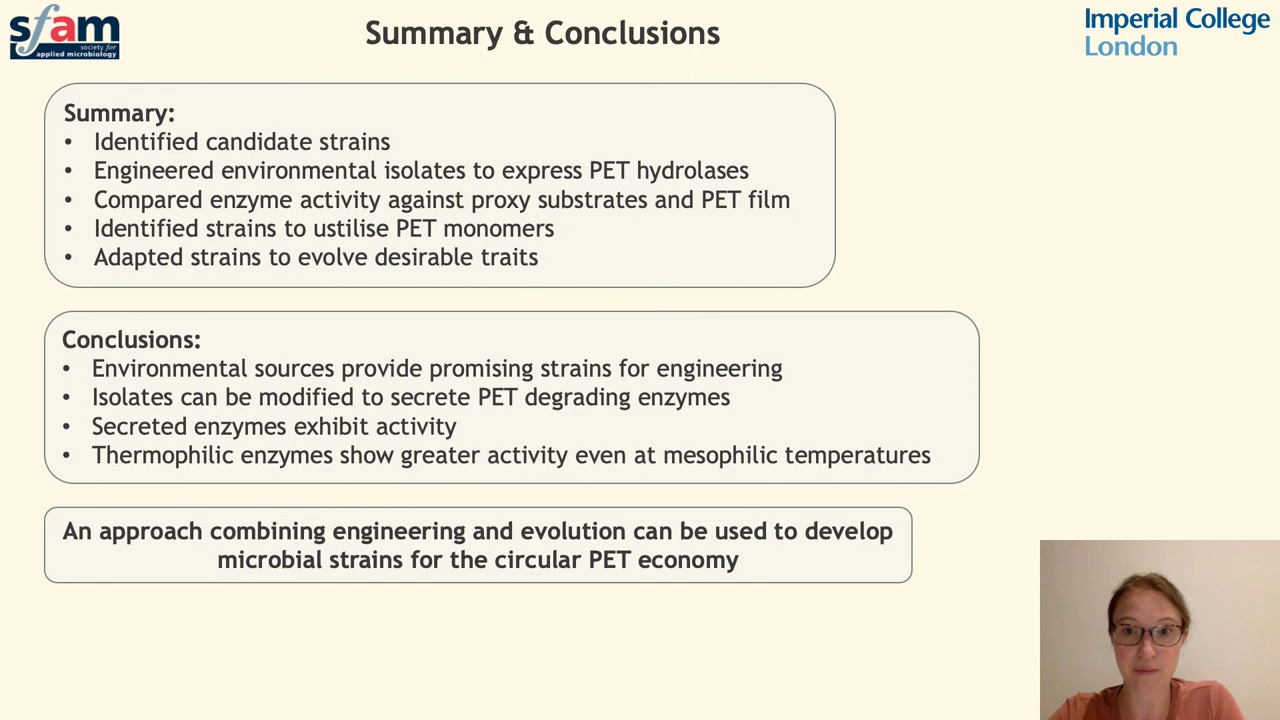 sfam
society for
applied microbiology
Summary & Conclusions
Imperial College
London
Summary:
• Identified candidate strains
• Engineered environmental isolates to express PET hydrolases
• Compared enzyme activity against proxy substrates and PET film
• Identified strains to ustilise PET monomers
• Adapted strains to evolve desirable traits
Conclusions:
• Environmental sources provide promising strains for engineering
• Isolates can be modified to secrete PET degrading enzymes
• Secreted enzymes exhibit activity
• Thermophilic enzymes show greater activity even at mesophilic temperatures
An approach combining engineering and evolution can be used to develop
microbial strains for the circular PET economy